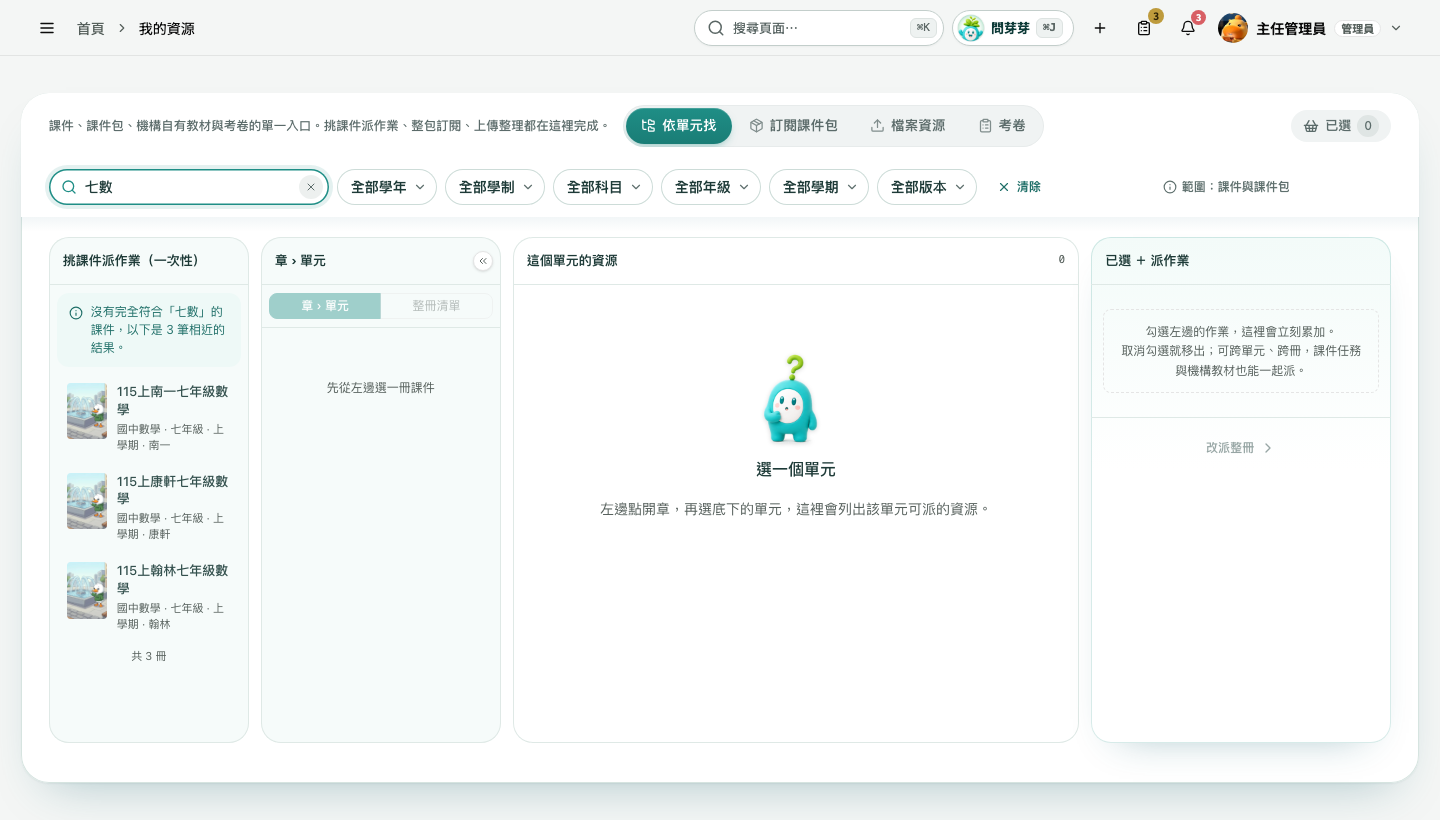 首頁 > 我的資源
搜尋頁面⋯ ⌘K
問芽芽 ⌘J
3
3
主任管理員 管理員
課件、課件包、機構自有教材與考卷的單一入口。挑課件派作業、整包訂閱、上傳整理都在這裡完成。
依單元找
訂閱課件包
檔案資源
考卷
已選 0
七數
全部學年
全部學制
全部科目
全部年級
全部學期
全部版本
清除
範圍：課件與課件包
挑課件派作業（一次性）
沒有完全符合「七數」的
課件，以下是 3 筆相近的
結果。
115上南一七年級數
學
國中數學 · 七年級 · 上
學期 · 南一
115上康軒七年級數
學
國中數學 · 七年級 · 上
學期 · 康軒
115上翰林七年級數
學
國中數學 · 七年級 · 上
學期 · 翰林
共 3 冊
章 › 單元
章 › 單元
整冊清單
先從左邊選一冊課件
這個單元的資源
0
選一個單元
左邊點開章，再選底下的單元，這裡會列出該單元可派的資源。
已選 ＋ 派作業
勾選左邊的作業，這裡會立刻累加。
取消勾選就移出；可跨單元、跨冊，課件任務
與機構教材也能一起派。
改派整冊